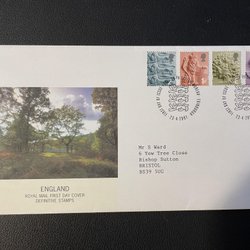 Mr S Ward
6 Yew Tree Close
Bishop Sutton
BRISTOL
BS39 5UG
ENGLAND
ROYAL MAIL FIRST DAY COVER
DEFINITIVE STAMPS